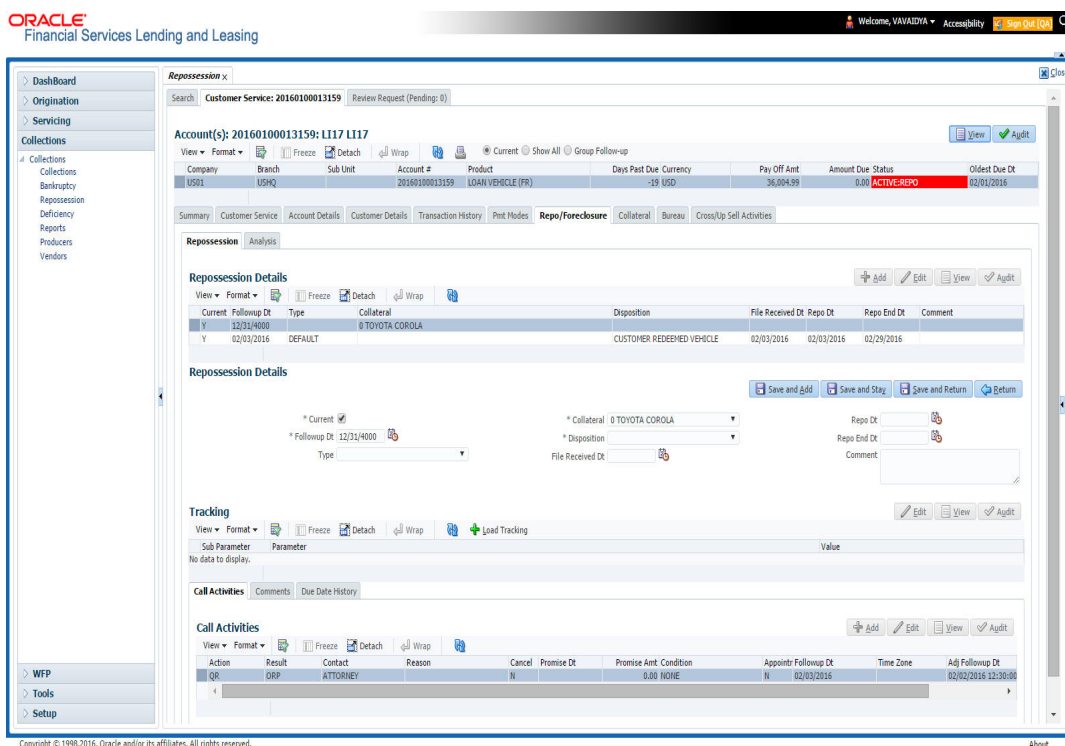 ORACLE'
Financial Services Lending and Leasing
Welcome, VAVAIDYA Accessibility Sign Out [QA]
DashBoard
Origination
Servicing
Collections
Collections
Collections
Bankruptcy
Repossession
Deficiency
Reports
Producers
Vendors
WFP
Tools
Setup
Repossession x Clos
Search Customer Service: 20160100013159 Review Request (Pending: 0)
Account(s): 20160100013159: LI17 LI17 View Audit
View Format Freeze Detach Wrap Current Show All Group Follow-up
Company Branch Sub Unit Account # Product Days Past Due Currency Pay Off Amt Amount Due Status Oldest Due Dt
US01 USHQ 20160100013159 LOAN VEHICLE (FR) -19 USD 36,004.99 0.00 ACTIVE:REPO 02/01/2016
Summary Customer Service Account Details Customer Details Transaction History Pmt Modes Repo/Foreclosure Collateral Bureau Cross/Up Sell Activities
Repossession Analysis
Repossession Details Add Edit View Audit
View Format Freeze Detach Wrap
Current Followup Dt Type Collateral Disposition File Received Dt Repo Dt Repo End Dt Comment
Y 12/31/4000 0 TOYOTA COROLA
Y 02/03/2016 DEFAULT CUSTOMER REDEEMED VEHICLE 02/03/2016 02/03/2016 02/29/2016
Repossession Details
Save and Add Save and Stay Save and Return Return
* Current * Collateral 0 TOYOTA COROLA Repo Dt
* Followup Dt 12/31/4000 * Disposition Repo End Dt
Type File Received Dt Comment
Tracking Edit View Audit
View Format Freeze Detach Wrap Load Tracking
Sub Parameter Parameter Value
No data to display.
Call Activities Comments Due Date History
Call Activities Add Edit View Audit
View Format Freeze Detach Wrap
Action Result Contact Reason Cancel Promise Dt Promise Amt Condition Appointr Followup Dt Time Zone Adj Followup Dt
QR ORP ATTORNEY N 0.00 NONE N 02/03/2016 02/02/2016 12:30:00
Copyright © 1998-2016, Oracle and/or its affiliates. All rights reserved. About